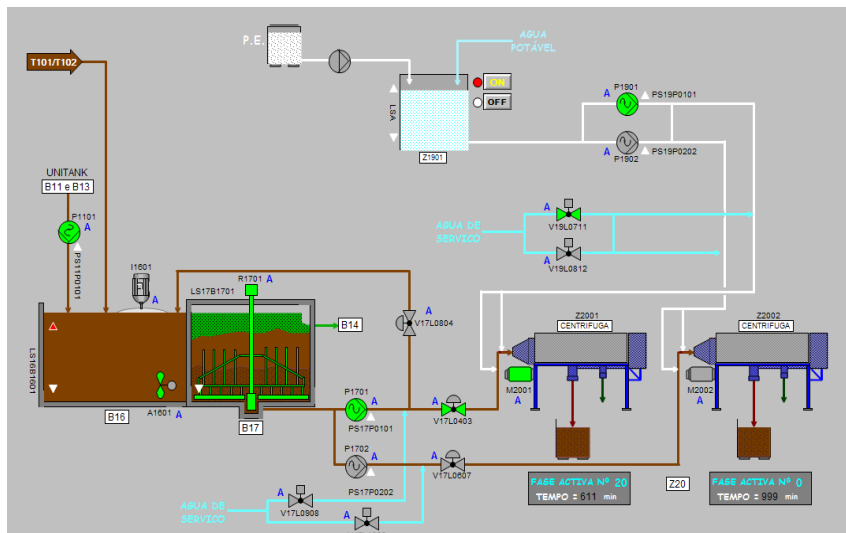 P.E.
AGUA
POTÁVEL
T101/T102
ON
OFF
LSA
Z1901
P1901
A
PS19P0101
A
P1902
PS19P0202
UNITANK
B11 e B13
P1101
A
PS11P0101
AGUA DE
SERVICO
A
V19L0711
A
V19L0812
I1601
A
R1701
A
LS17B1701
B14
A
V17L0804
LS16B1601
Z2001
CENTRIFUGA
Z2002
CENTRIFUGA
M2001
A
M2002
A
A1601
A
B16
B17
P1701
A
PS17P0101
A
V17L0403
P1702
A
PS17P0202
A
V17L0607
AGUA DE
SERVICO
A
V17L0908
A
FASE ACTIVA Nº 20
TEMPO = 611 min
Z20
FASE ACTIVA Nº 0
TEMPO = 999 min